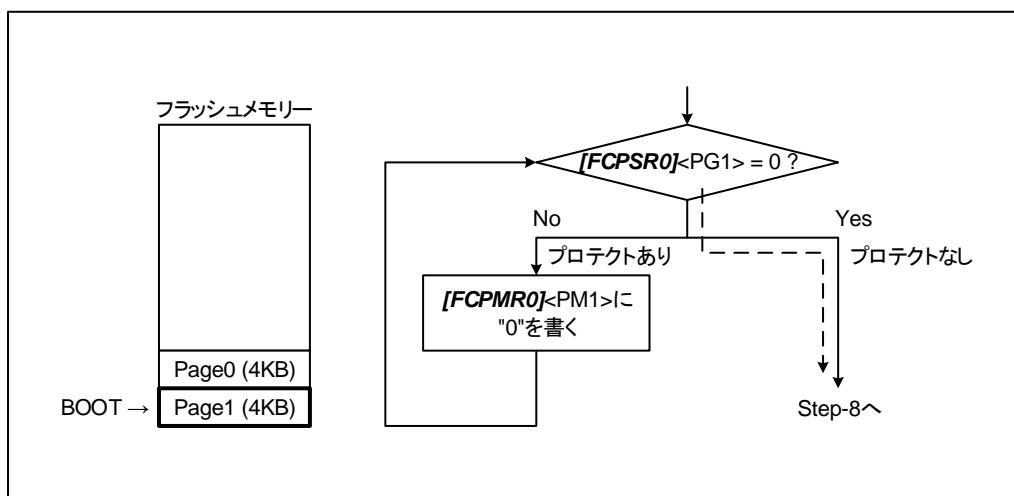 フラッシュメモリー
Page0 (4KB)
BOOT → Page1 (4KB)
[FCPSR0]<PG1> = 0 ?
No
Yes
プロテクトあり
プロテクトなし
[FCPMR0]<PM1>に
"0"を書く
Step-8へ